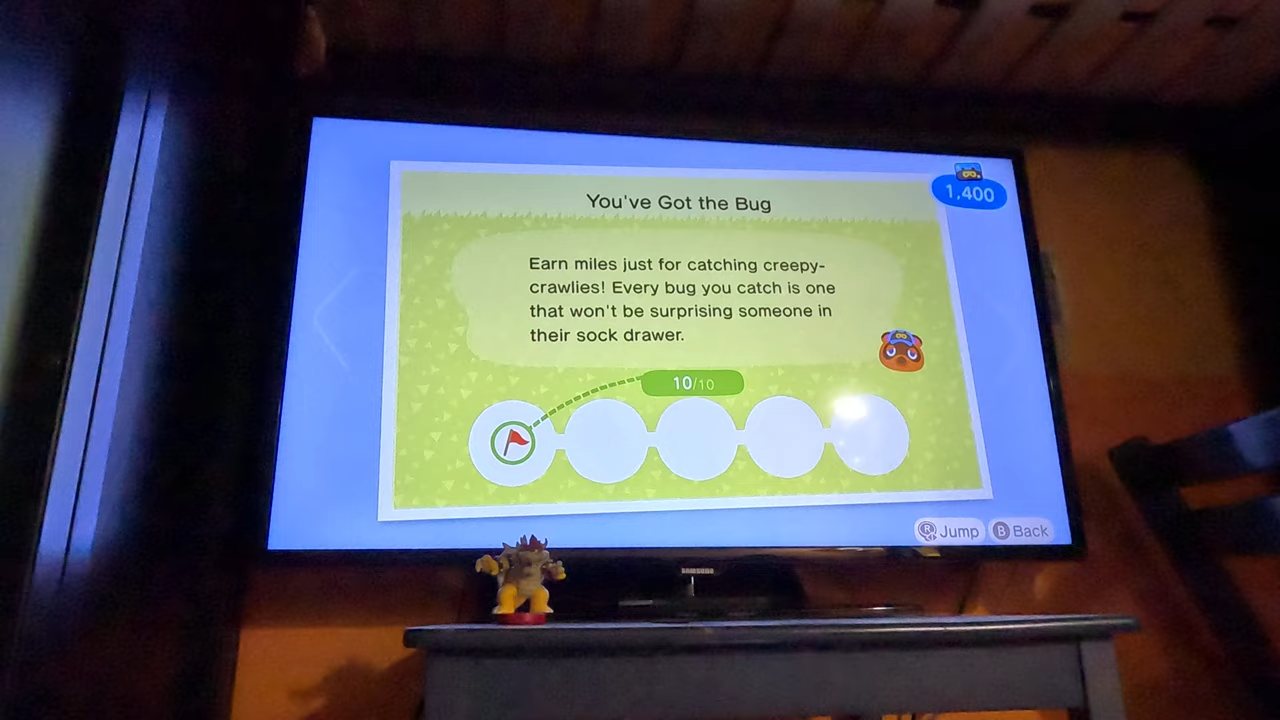 1,400
You've Got the Bug
Earn miles just for catching creepy-
crawlies! Every bug you catch is one
that won't be surprising someone in
their sock drawer.
10/10
R Jump B Back
SAMSUNG